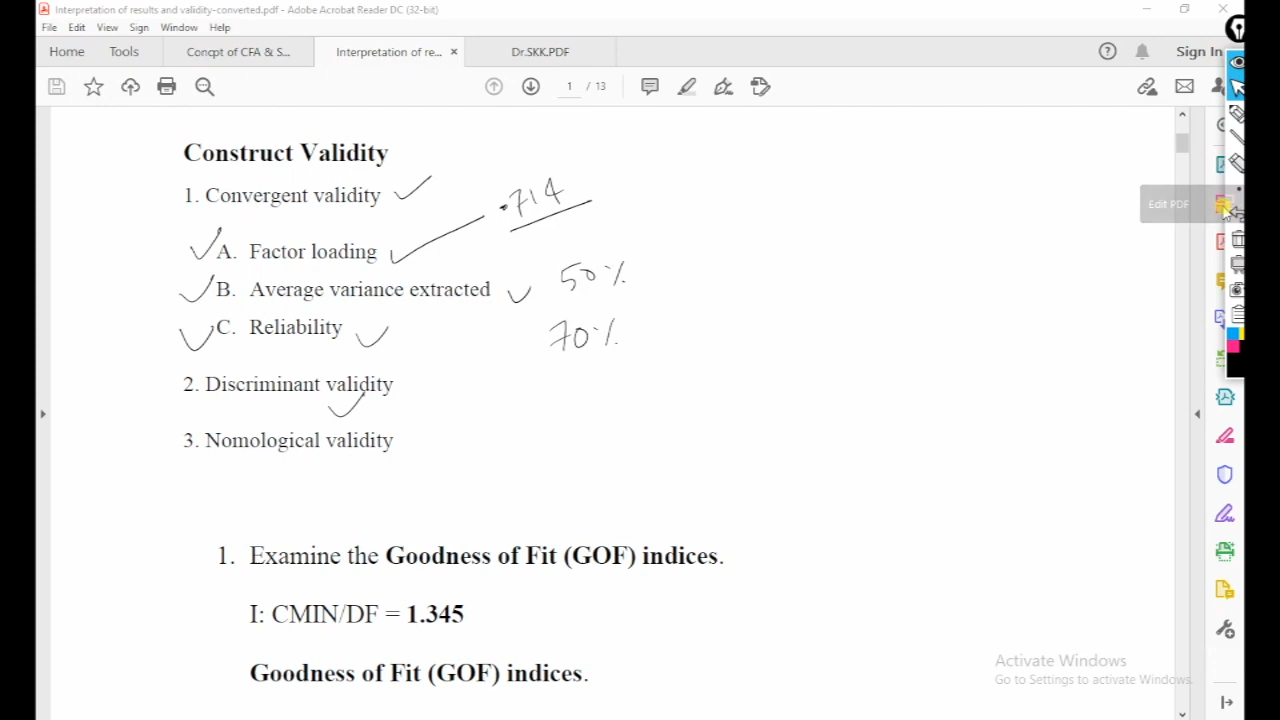 Interpretation of results and validity-converted.pdf - Adobe Acrobat Reader DC (32-bit)
File Edit View Sign Window Help
Home Tools Concpt of CFA & S... Interpretation of re... × Dr.SKK.PDF Sign In
1 / 13
Construct Validity
1. Convergent validity
.714
A. Factor loading
Edit PDF
50%
B. Average variance extracted
C. Reliability
70%
2. Discriminant validity
3. Nomological validity
1. Examine the Goodness of Fit (GOF) indices.
I: CMIN/DF = 1.345
Goodness of Fit (GOF) indices.
Activate Windows
Go to Settings to activate Windows.